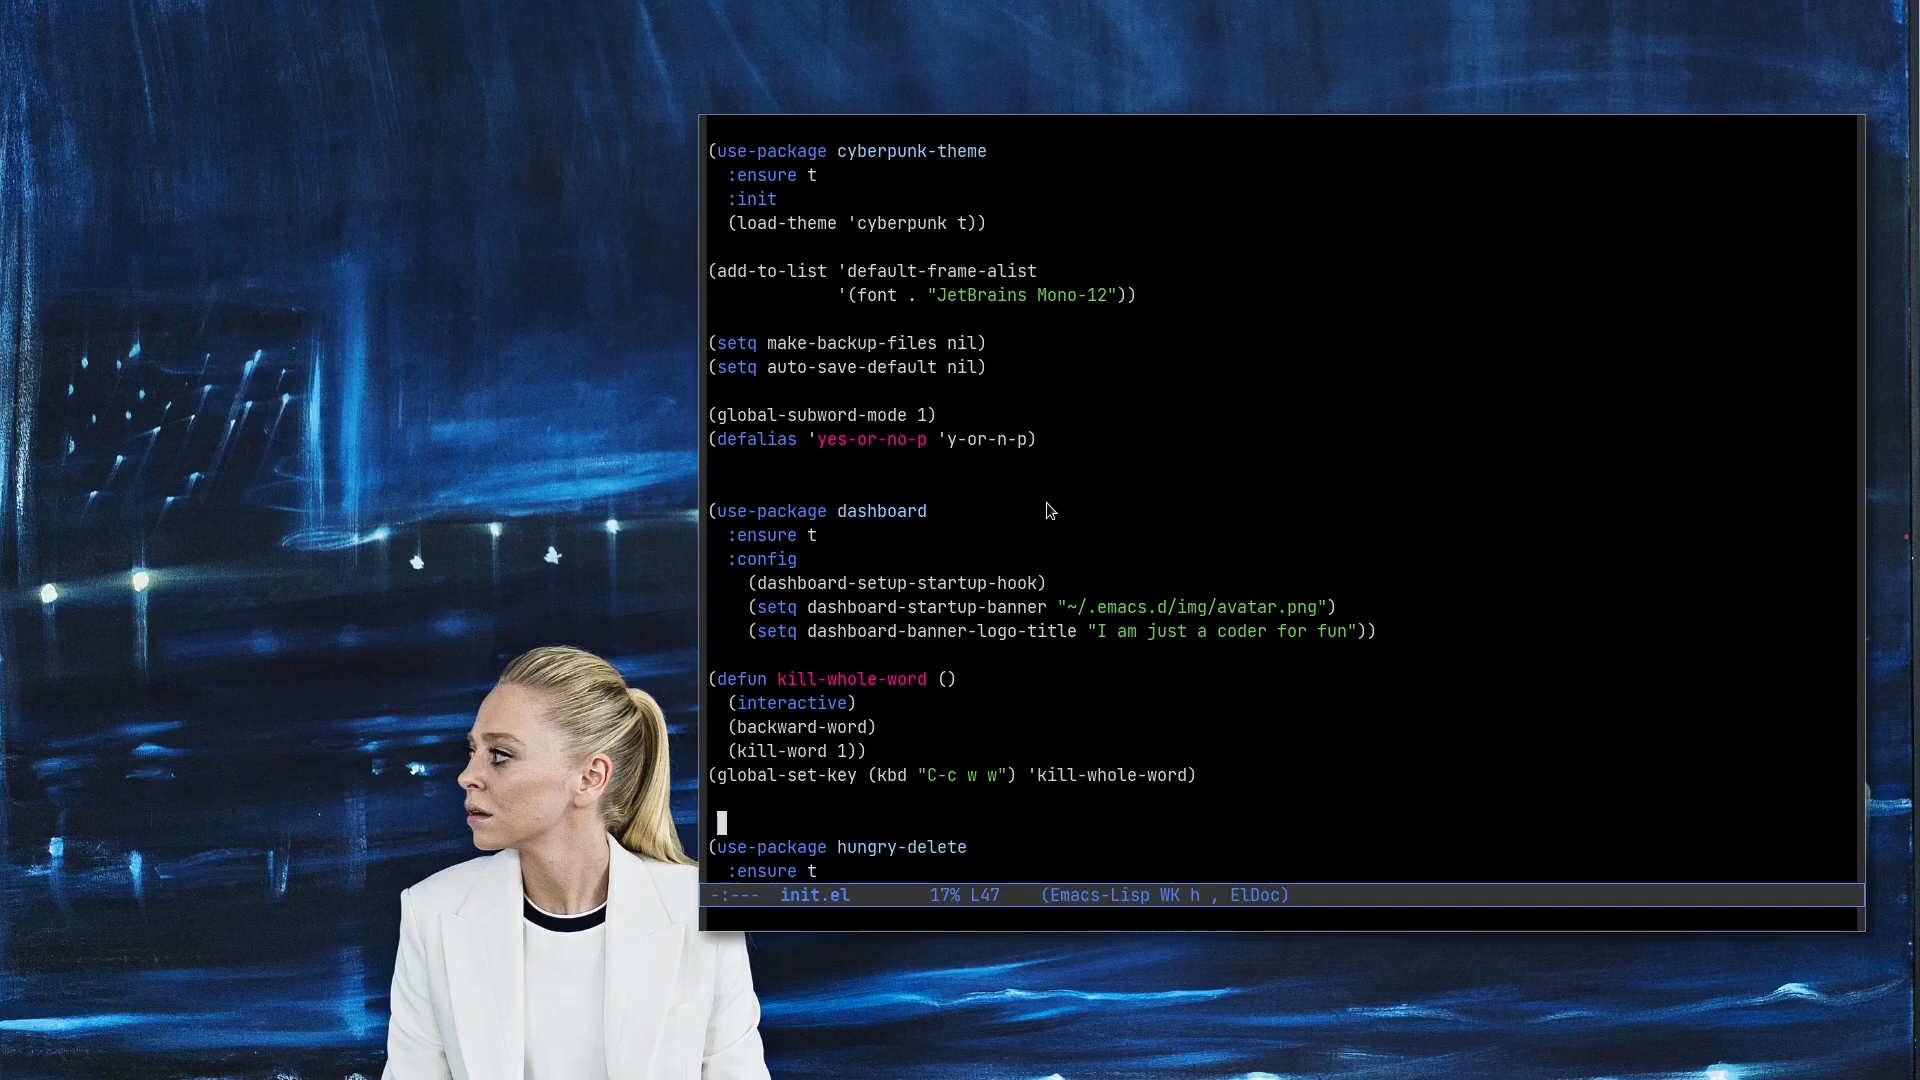 (use-package cyberpunk-theme
:ensure t
:init
(load-theme 'cyberpunk t))
(add-to-list 'default-frame-alist
'(font . "JetBrains Mono-12"))
(setq make-backup-files nil)
(setq auto-save-default nil)
(global-subword-mode 1)
(defalias 'yes-or-no-p 'y-or-n-p)
(use-package dashboard
:ensure t
:config
(dashboard-setup-startup-hook)
(setq dashboard-startup-banner "~/.emacs.d/img/avatar.png")
(setq dashboard-banner-logo-title "I am just a coder for fun"))
(defun kill-whole-word ()
(interactive)
(backward-word)
(kill-word 1))
(global-set-key (kbd "C-c w w") 'kill-whole-word)
(use-package hungry-delete
:ensure t
-:--- init.el 17% L47 (Emacs-Lisp WK h , ElDoc)